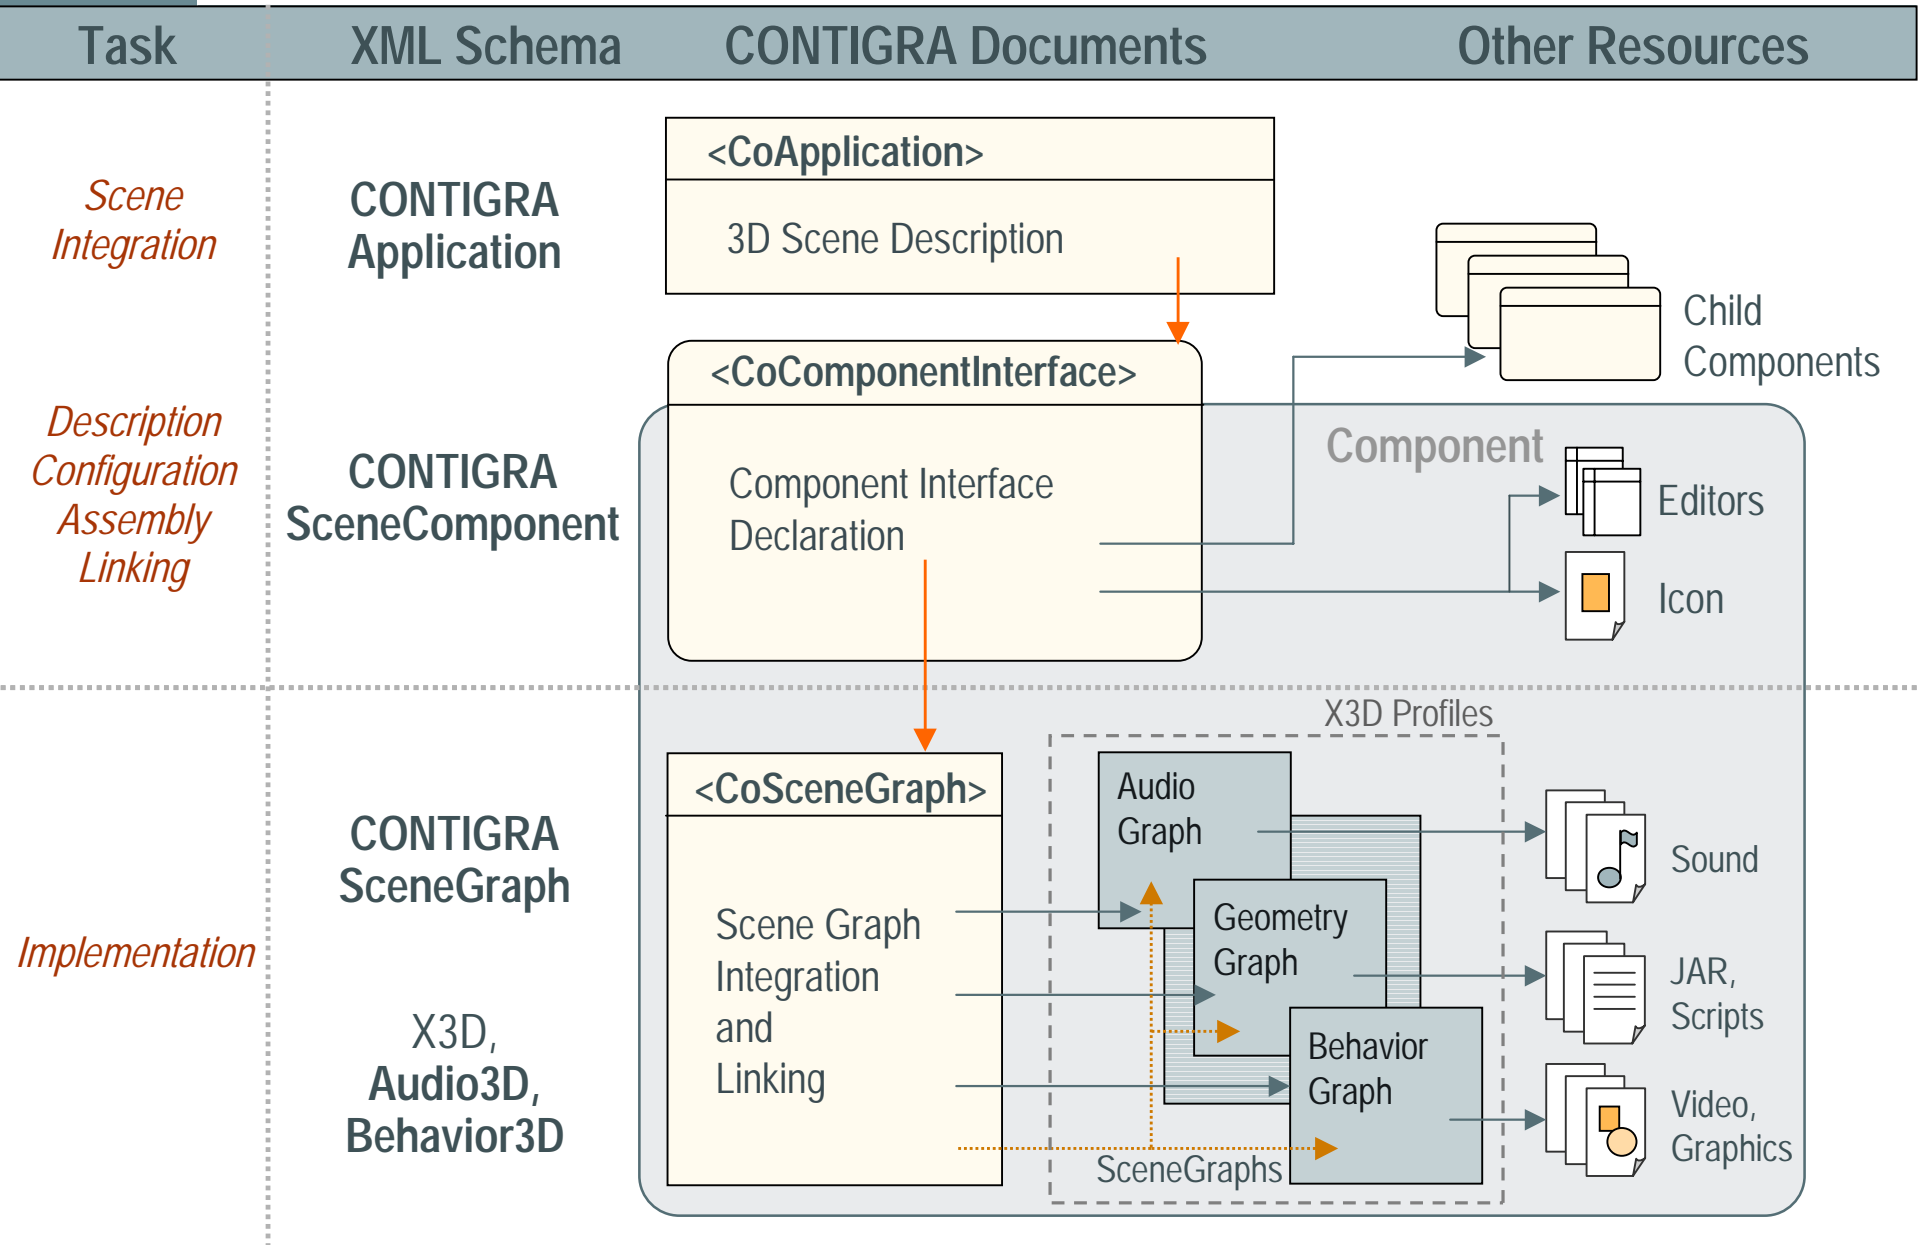 Task XML Schema CONTIGRA Documents Other Resources
Scene
Integration
CONTIGRA
Application
<CoApplication>
3D Scene Description
Child
Components
Description
Configuration
Assembly
Linking
CONTIGRA
SceneComponent
<CoComponentInterface>
Component Interface
Declaration
Component
Editors
Icon
Implementation
CONTIGRA
SceneGraph
X3D,
Audio3D,
Behavior3D
<CoSceneGraph>
Scene Graph
Integration
and
Linking
X3D Profiles
Audio
Graph
Geometry
Graph
Behavior
Graph
SceneGraphs
Sound
JAR,
Scripts
Video,
Graphics